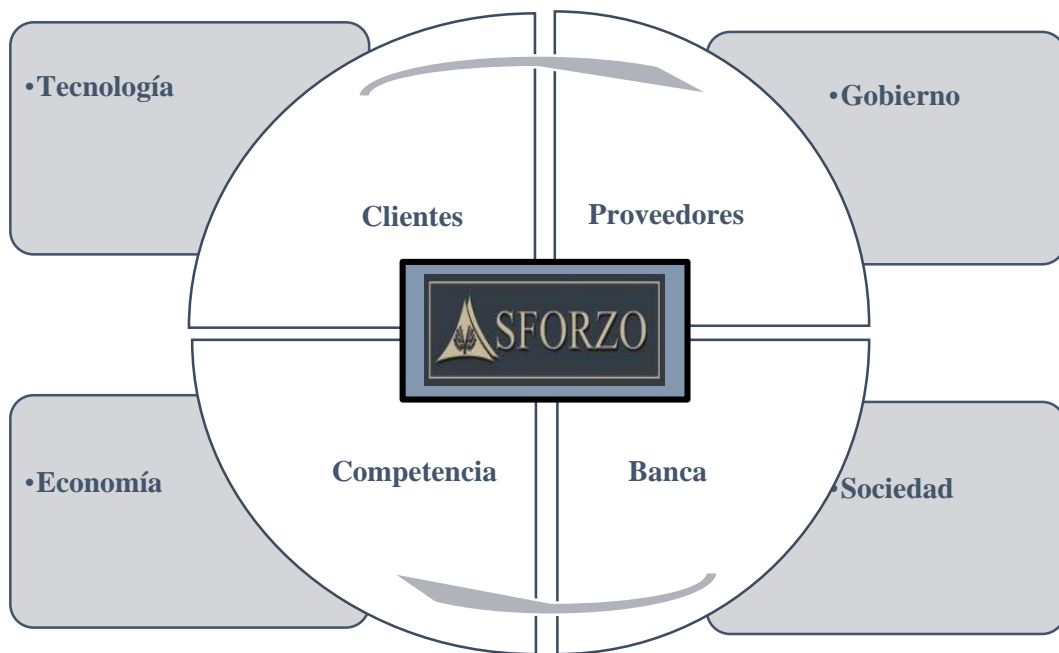 •Tecnología
•Gobierno
Clientes
Proveedores
SFORZO
Competencia
Banca
•Economía
•Sociedad